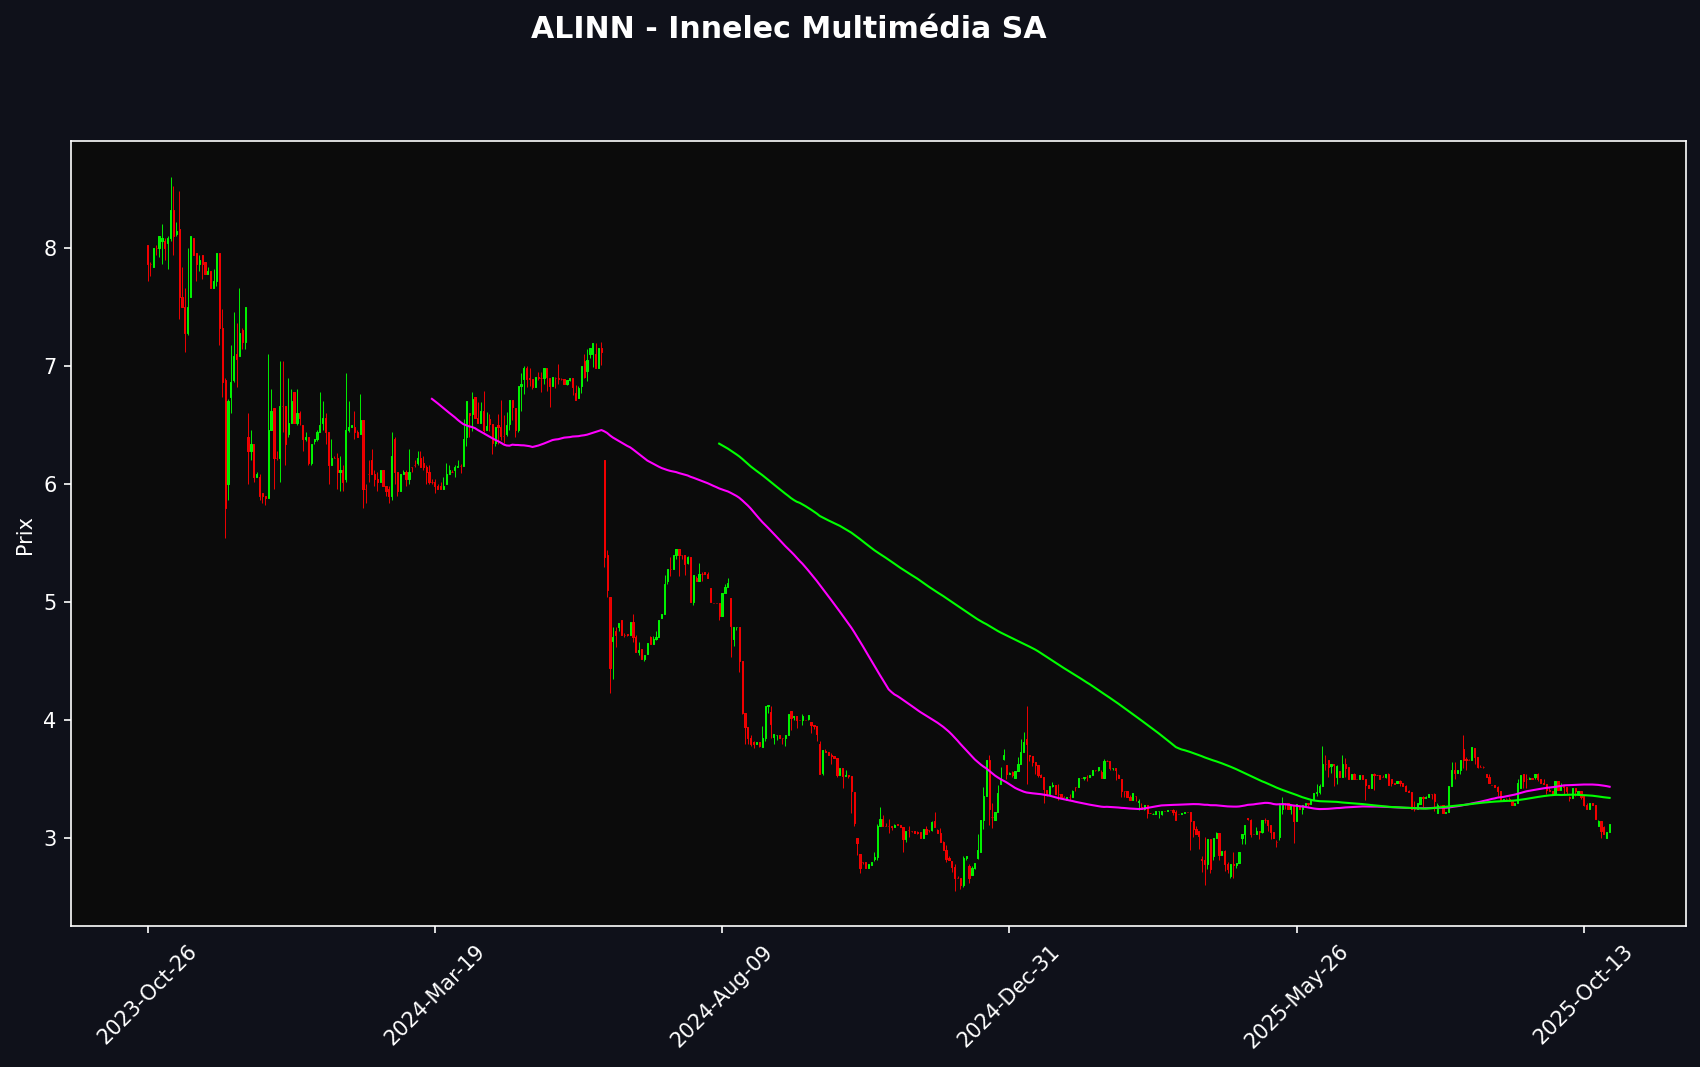 ALINN - Innelec Multimédia SA
Prix
8
7
6
5
4
3
2023-Oct-26
2024-Mar-19
2024-Aug-09
2024-Dec-31
2025-May-26
2025-Oct-13